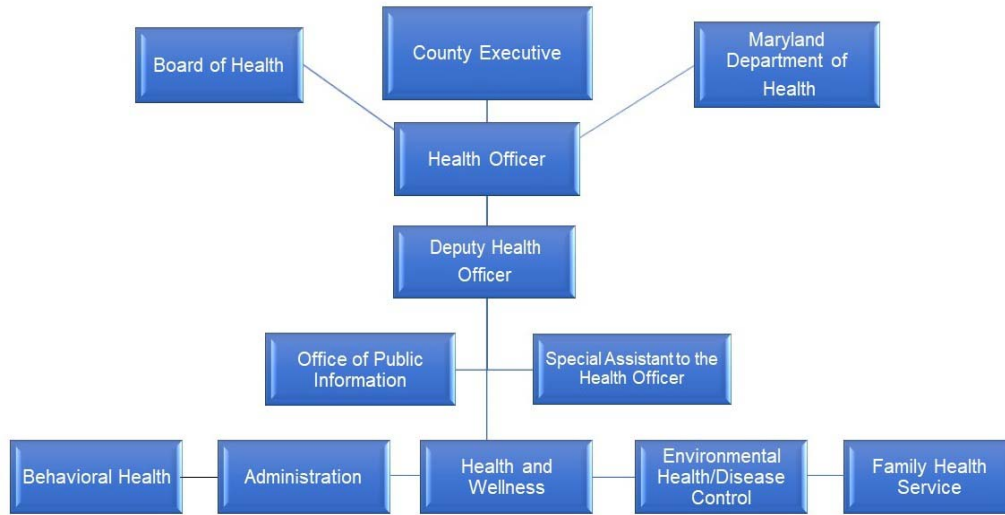 Board of Health
County Executive
Maryland
Department of
Health
Health Officer
Deputy Health
Officer
Office of Public
Information
Special Assistant to the
Health Officer
Behavioral Health
Administration
Health and
Wellness
Environmental
Health/Disease
Control
Family Health
Service